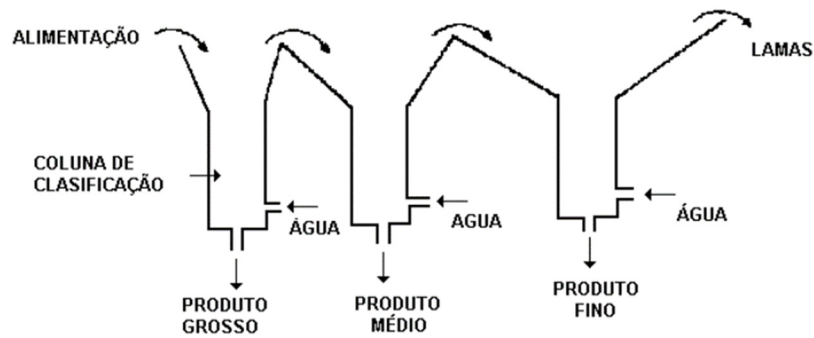 ALIMENTAÇÃO
LAMAS
COLUNA DE
CLASIFICAÇÃO
ÁGUA
AGUA
ÁGUA
PRODUTO
GROSSO
PRODUTO
MÉDIO
PRODUTO
FINO